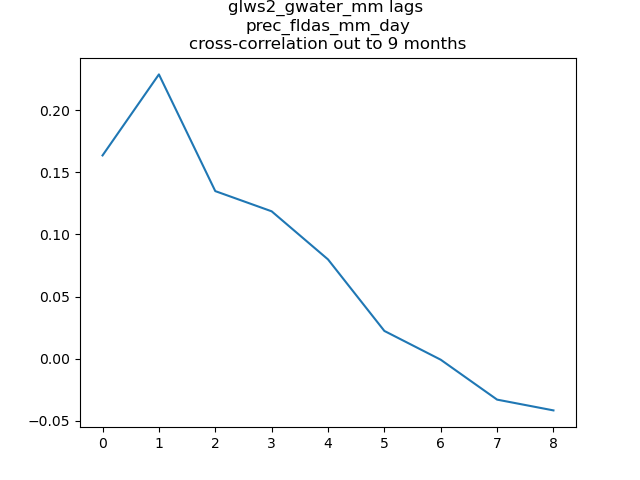 glws2_gwater_mm lags
prec_fldas_mm_day
cross-correlation out to 9 months
0.20
0.15
0.10
0.05
0.00
−0.05
0 1 2 3 4 5 6 7 8